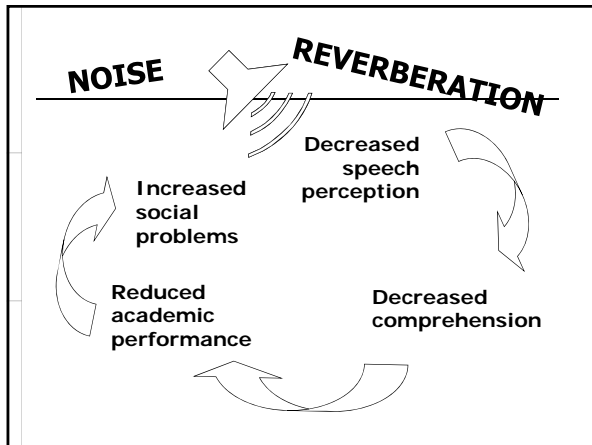 NOISE
REVERBERATION
Decreased
speech
perception
Decreased
comprehension
Reduced
academic
performance
Increased
social
problems